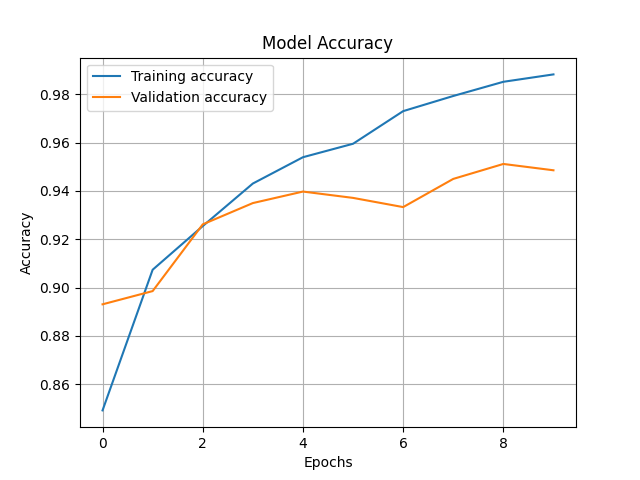 Model Accuracy
Training accuracy
Validation accuracy
0.98
0.96
0.94
0.92
0.90
0.88
0.86
Accuracy
0 2 4 6 8
Epochs